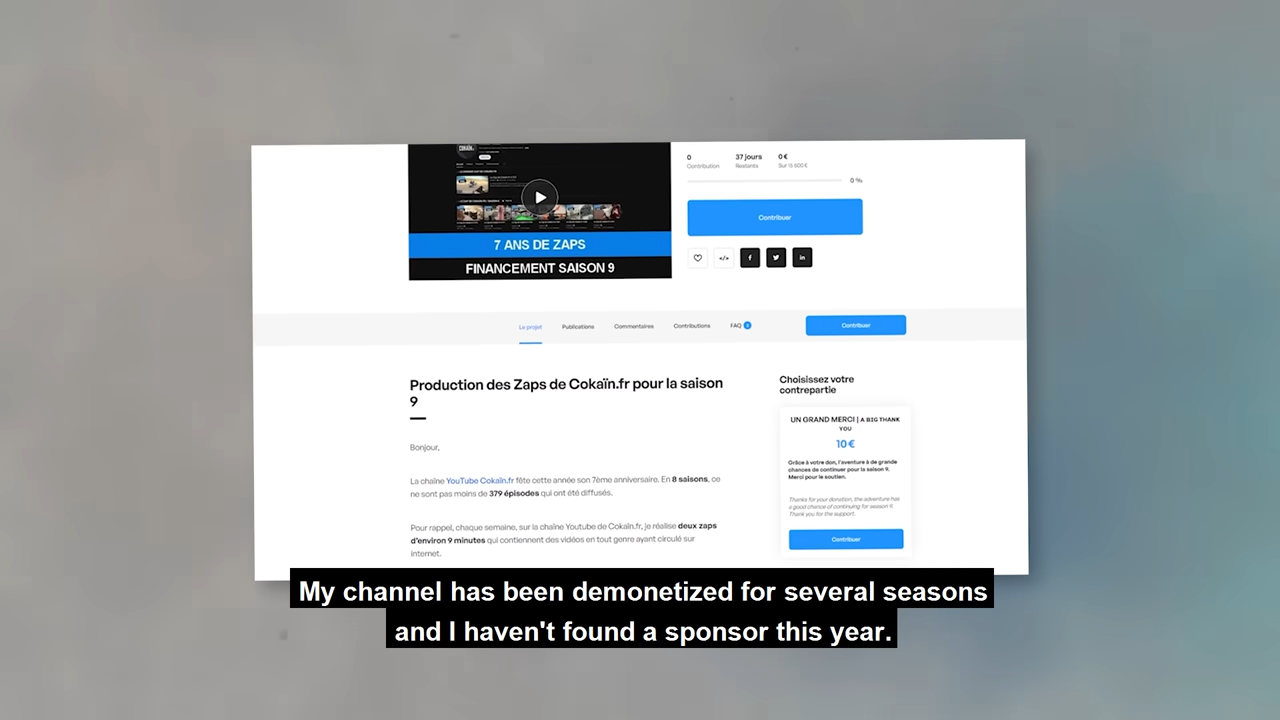 COKAÏN.
0
Contribution
37 jours
Restants
0 €
0 %
Contribuer
7 ANS DE ZAPS
FINANCEMENT SAISON 9
</>
f
in
Le projet
Publications
Commentaires
Contributions
FAQ
Contribuer
Production des Zaps de Cokaïn.fr pour la saison
9
Bonjour,
La chaîne YouTube Cokaïn.fr fête cette année son 7ème anniversaire. En 8 saisons, ce
ne sont pas moins de 379 épisodes qui ont été diffusés.
Pour rappel, chaque semaine, sur la chaîne Youtube de Cokaïn.fr, je réalise deux zaps
d'environ 9 minutes qui contiennent des vidéos en tout genre ayant circulé sur
internet.
Choisissez votre
contrepartie
UN GRAND MERCI | A BIG THANK
YOU
10 €
Grâce à votre don, l'aventure à de grande
chances de continuer pour la saison 9.
Merci pour le soutien.
Thanks for your donation, the adventure has
a good chance of continuing for season 9.
Thank you for the support.
Contribuer
My channel has been demonetized for several seasons
and I haven't found a sponsor this year.